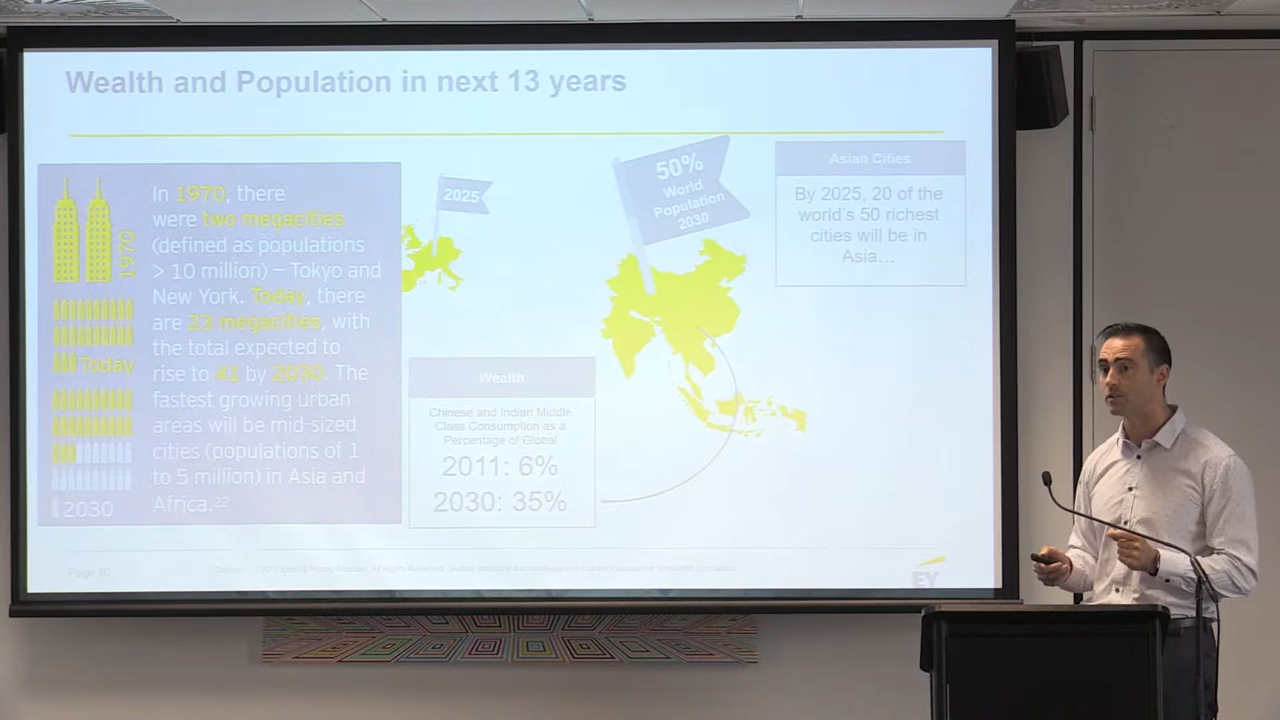 Wealth and Population in next 13 years
1970
Today
2030
In 1970, there
were two megacities
(defined as populations
> 10 million) – Tokyo and
New York. Today, there
are 23 megacities, with
the total expected to
rise to 41 by 2030. The
fastest growing urban
areas will be mid-sized
cities (populations of 1
to 5 million) in Asia and
Africa.22
2025
50%
World
Population
2030
Asian Cities
By 2025, 20 of the
world's 50 richest
cities will be in
Asia…
Wealth
Chinese and Indian Middle
Class Consumption as a
Percentage of Global
2011: 6%
2030: 35%
Page 10
EY